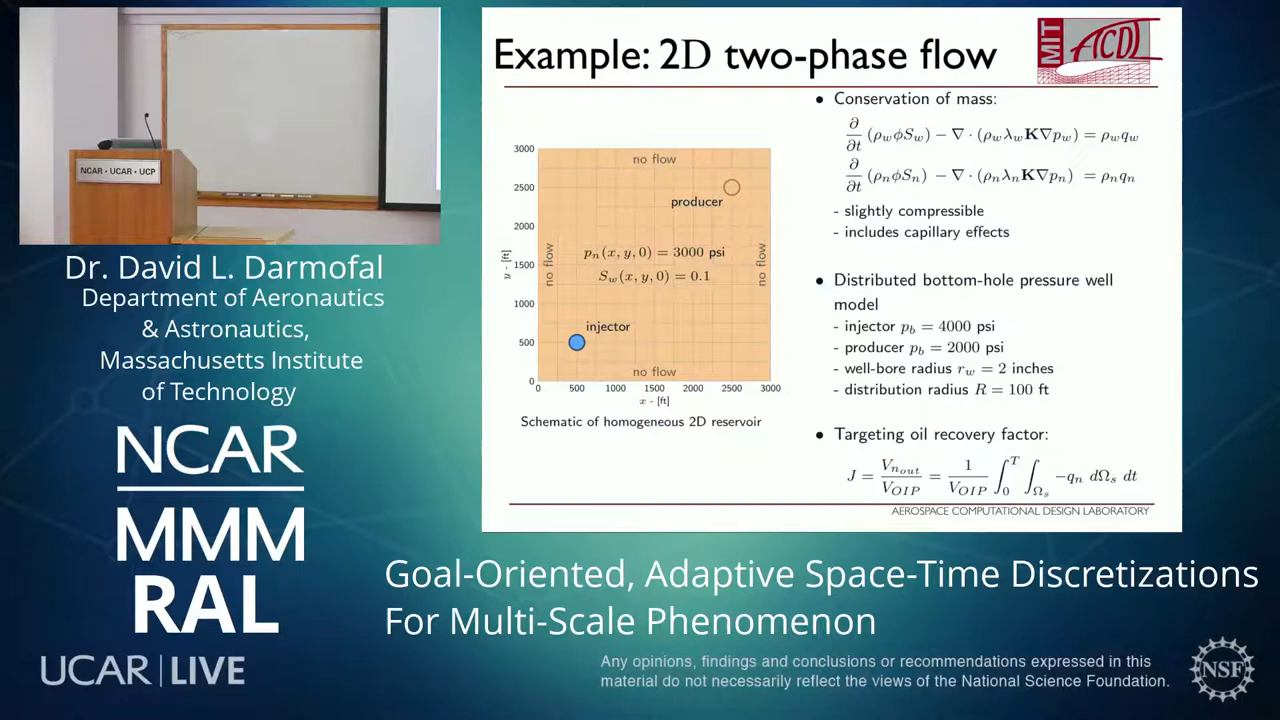 NCAR • UCAR • UCP
Dr. David L. Darmofal
Department of Aeronautics
& Astronautics,
Massachusetts Institute
of Technology
NCAR
MMM
RAL
UCAR | LIVE
Example: 2D two-phase flow
MIT ACDL
3000
2500
2000
1500
1000
500
0
y - [ft]
0 500 1000 1500 2000 2500 3000
x - [ft]
no flow
producer
no flow
p_n(x, y, 0) = 3000 psi
S_w(x, y, 0) = 0.1
no flow
injector
no flow
Schematic of homogeneous 2D reservoir
• Conservation of mass:
∂/∂t (ρ_w φ S_w) − ∇ · (ρ_w λ_w K∇p_w) = ρ_w q_w
∂/∂t (ρ_n φ S_n) − ∇ · (ρ_n λ_n K∇p_n) = ρ_n q_n
- slightly compressible
- includes capillary effects
• Distributed bottom-hole pressure well
model
- injector p_b = 4000 psi
- producer p_b = 2000 psi
- well-bore radius r_w = 2 inches
- distribution radius R = 100 ft
• Targeting oil recovery factor:
J = V_{n_out}/V_{OIP} = 1/V_{OIP} ∫_0^T ∫_{Ω_s} −q_n dΩ_s dt
AEROSPACE COMPUTATIONAL DESIGN LABORATORY
Goal-Oriented, Adaptive Space-Time Discretizations
For Multi-Scale Phenomenon
Any opinions, findings and conclusions or recommendations expressed in this
material do not necessarily reflect the views of the National Science Foundation.
NSF